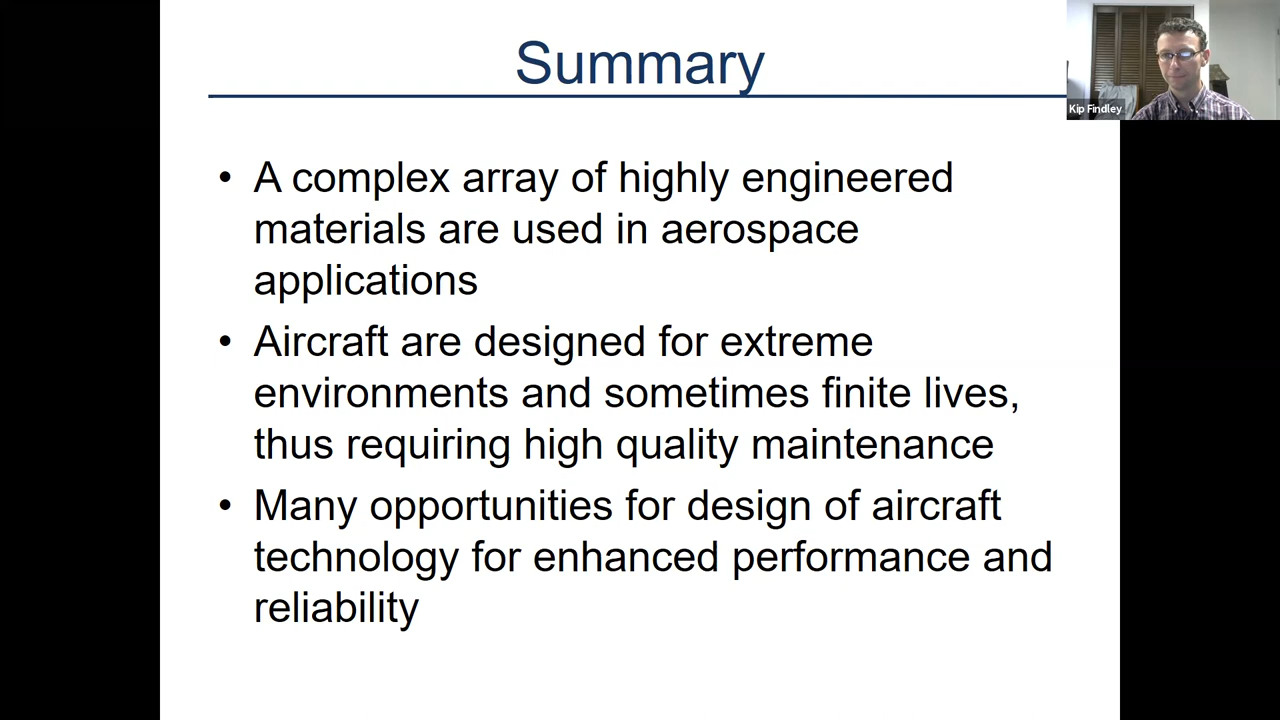 Summary
Kip Findley
• A complex array of highly engineered
materials are used in aerospace
applications
• Aircraft are designed for extreme
environments and sometimes finite lives,
thus requiring high quality maintenance
• Many opportunities for design of aircraft
technology for enhanced performance and
reliability